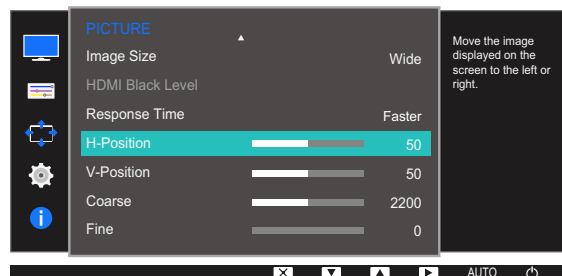 PICTURE
Image Size Wide
HDMI Black Level
Response Time Faster
H-Position 50
V-Position 50
Coarse 2200
Fine 0
Move the image
displayed on the
screen to the left or
right.
AUTO